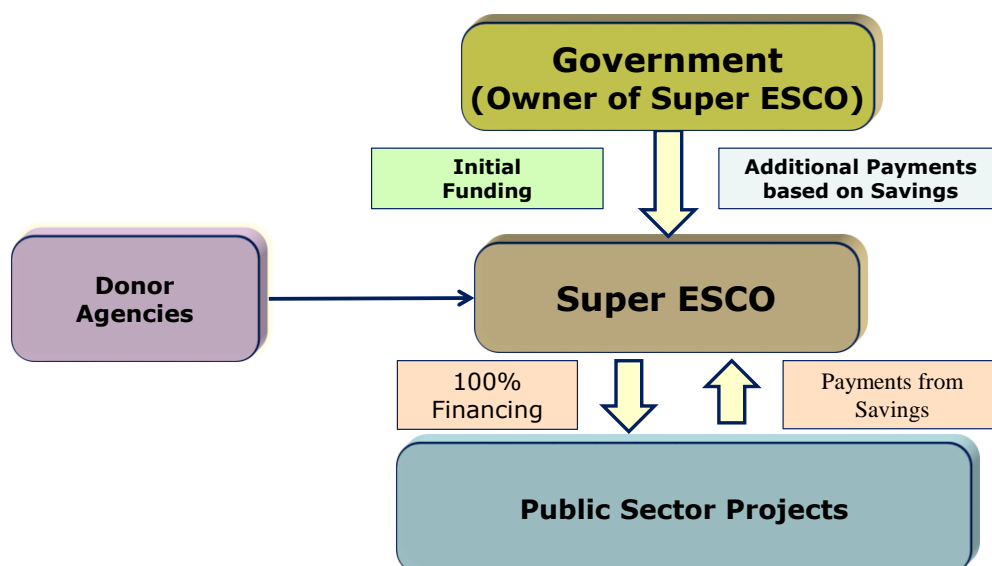 Government
(Owner of Super ESCO)
Initial
Funding
Additional Payments
based on Savings
Donor
Agencies
Super ESCO
100%
Financing
Payments from
Savings
Public Sector Projects